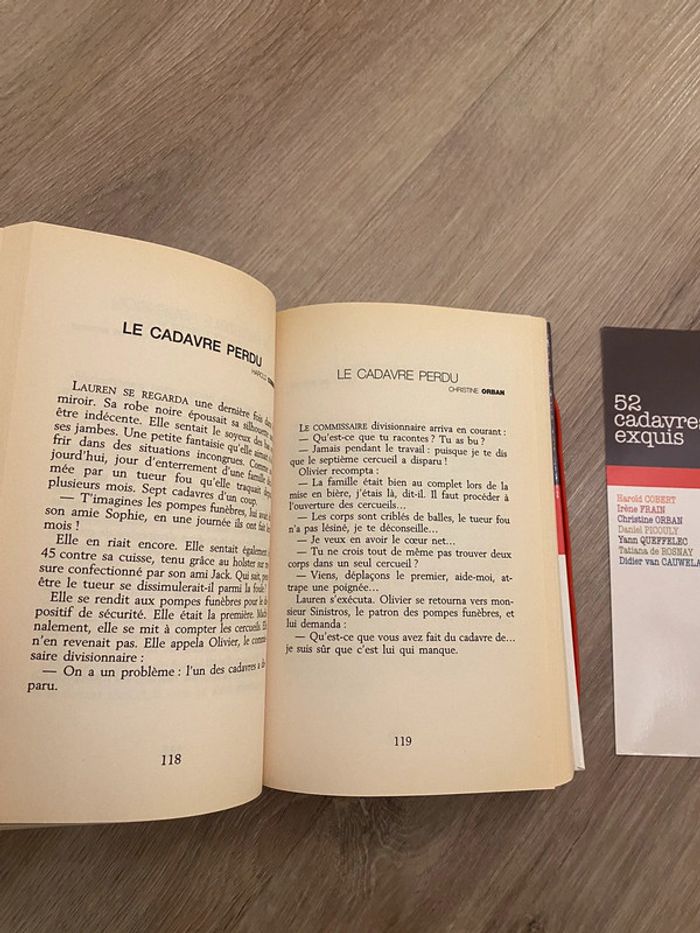 LE CADAVRE PERDU
HAROLD
LAUREN SE REGARDA une dernière fois dans
miroir. Sa robe noire épousait sa silhouette
être indécente. Elle sentait le soyeux des bas
ses jambes. Une petite fantaisie qu'elle aimait
frir dans des situations incongrues. Comme
jourd'hui, jour d'enterrement d'une famille
mée par un tueur fou qu'elle traquait
plusieurs mois. Sept cadavres d'un coup.
— T'imagines les pompes funèbres, lui avait
son amie Sophie, en une journée ils ont fait
mois !
Elle en riait encore. Elle sentait également
45 contre sa cuisse, tenu grâce au holster sur
sure confectionné par son ami Jack. Qui sait,
être le tueur se dissimulerait-il parmi la foule
Elle se rendit aux pompes funèbres pour le
positif de sécurité. Elle était la première.
nalement, elle se mit à compter les cercueils.
n'en revenait pas. Elle appela Olivier, le
saire divisionnaire :
— On a un problème : l'un des cadavres a
paru.
118
LE CADAVRE PERDU
CHRISTINE ORBAN
LE COMMISSAIRE divisionnaire arriva en courant :
— Qu'est-ce que tu racontes ? Tu as bu ?
— Jamais pendant le travail : puisque je te dis
que le septième cercueil a disparu !
Olivier recompta :
— La famille était bien au complet lors de la
mise en bière, j'étais là, dit-il. Il faut procéder à
l'ouverture des cercueils...
— Les corps sont criblés de balles, le tueur fou
n'a pas lésiné, je te déconseille...
— Je veux en avoir le cœur net...
— Tu ne crois tout de même pas trouver deux
corps dans un seul cercueil ?
— Viens, déplaçons le premier, aide-moi, at-
trape une poignée...
Lauren s'exécuta. Olivier se retourna vers mon-
sieur Sinistros, le patron des pompes funèbres, et
lui demanda :
— Qu'est-ce que vous avez fait du cadavre de...
je suis sûr que c'est lui qui manque.
119
52
cadavres
exquis
Harold COBERT
Irène FRAIN
Christine ORBAN
Daniel PICOULY
Yann QUEFFELEC
Tatiana de ROSNAY
Didier van CAUWELA